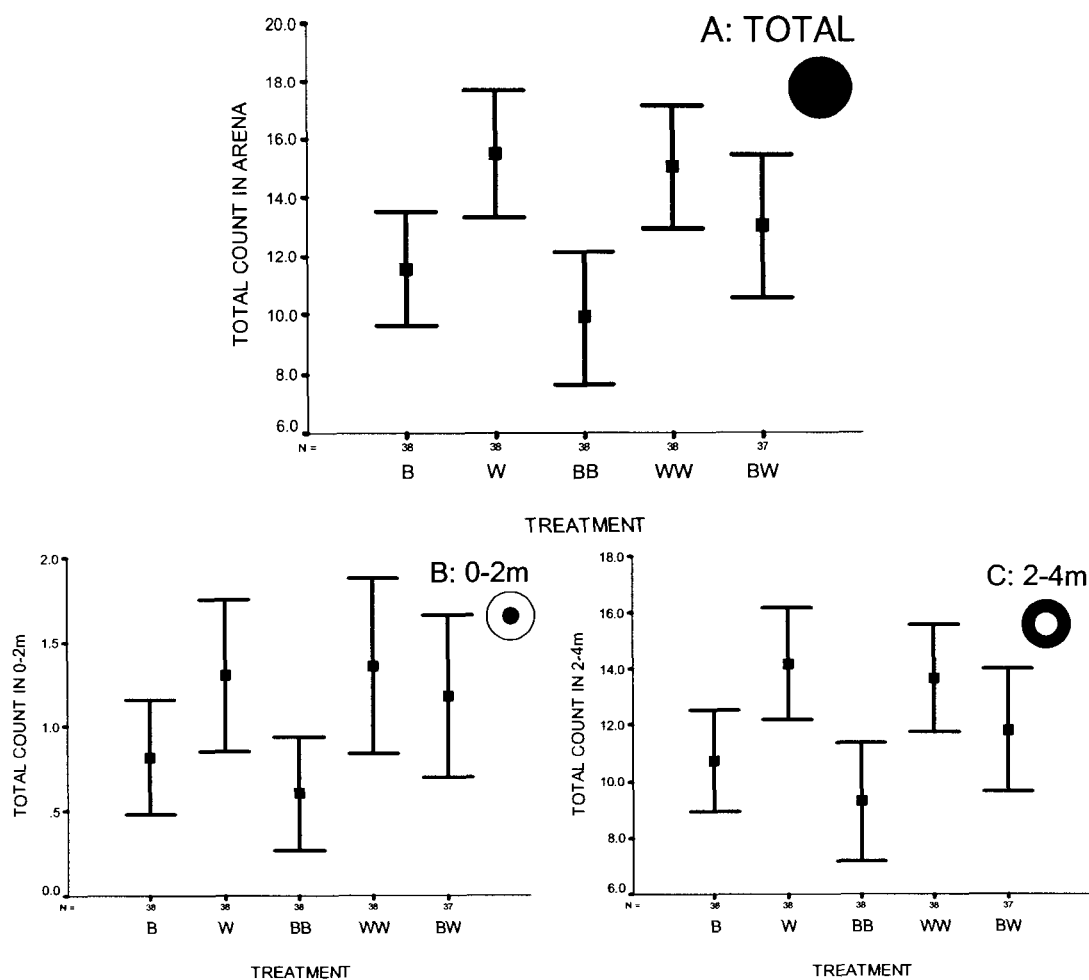 A: TOTAL
TOTAL COUNT IN ARENA
20.0
18.0
16.0
14.0
12.0
10.0
8.0
6.0
N = 38 38 38 38 37
B W BB WW BW
TREATMENT
B: 0-2m
TOTAL COUNT IN 0-2m
2.0
1.5
1.0
.5
0.0
N = 38 38 38 38 37
B W BB WW BW
TREATMENT
C: 2-4m
TOTAL COUNT IN 2-4m
18.0
16.0
14.0
12.0
10.0
8.0
6.0
N = 38 38 38 38 37
B W BB WW BW
TREATMENT